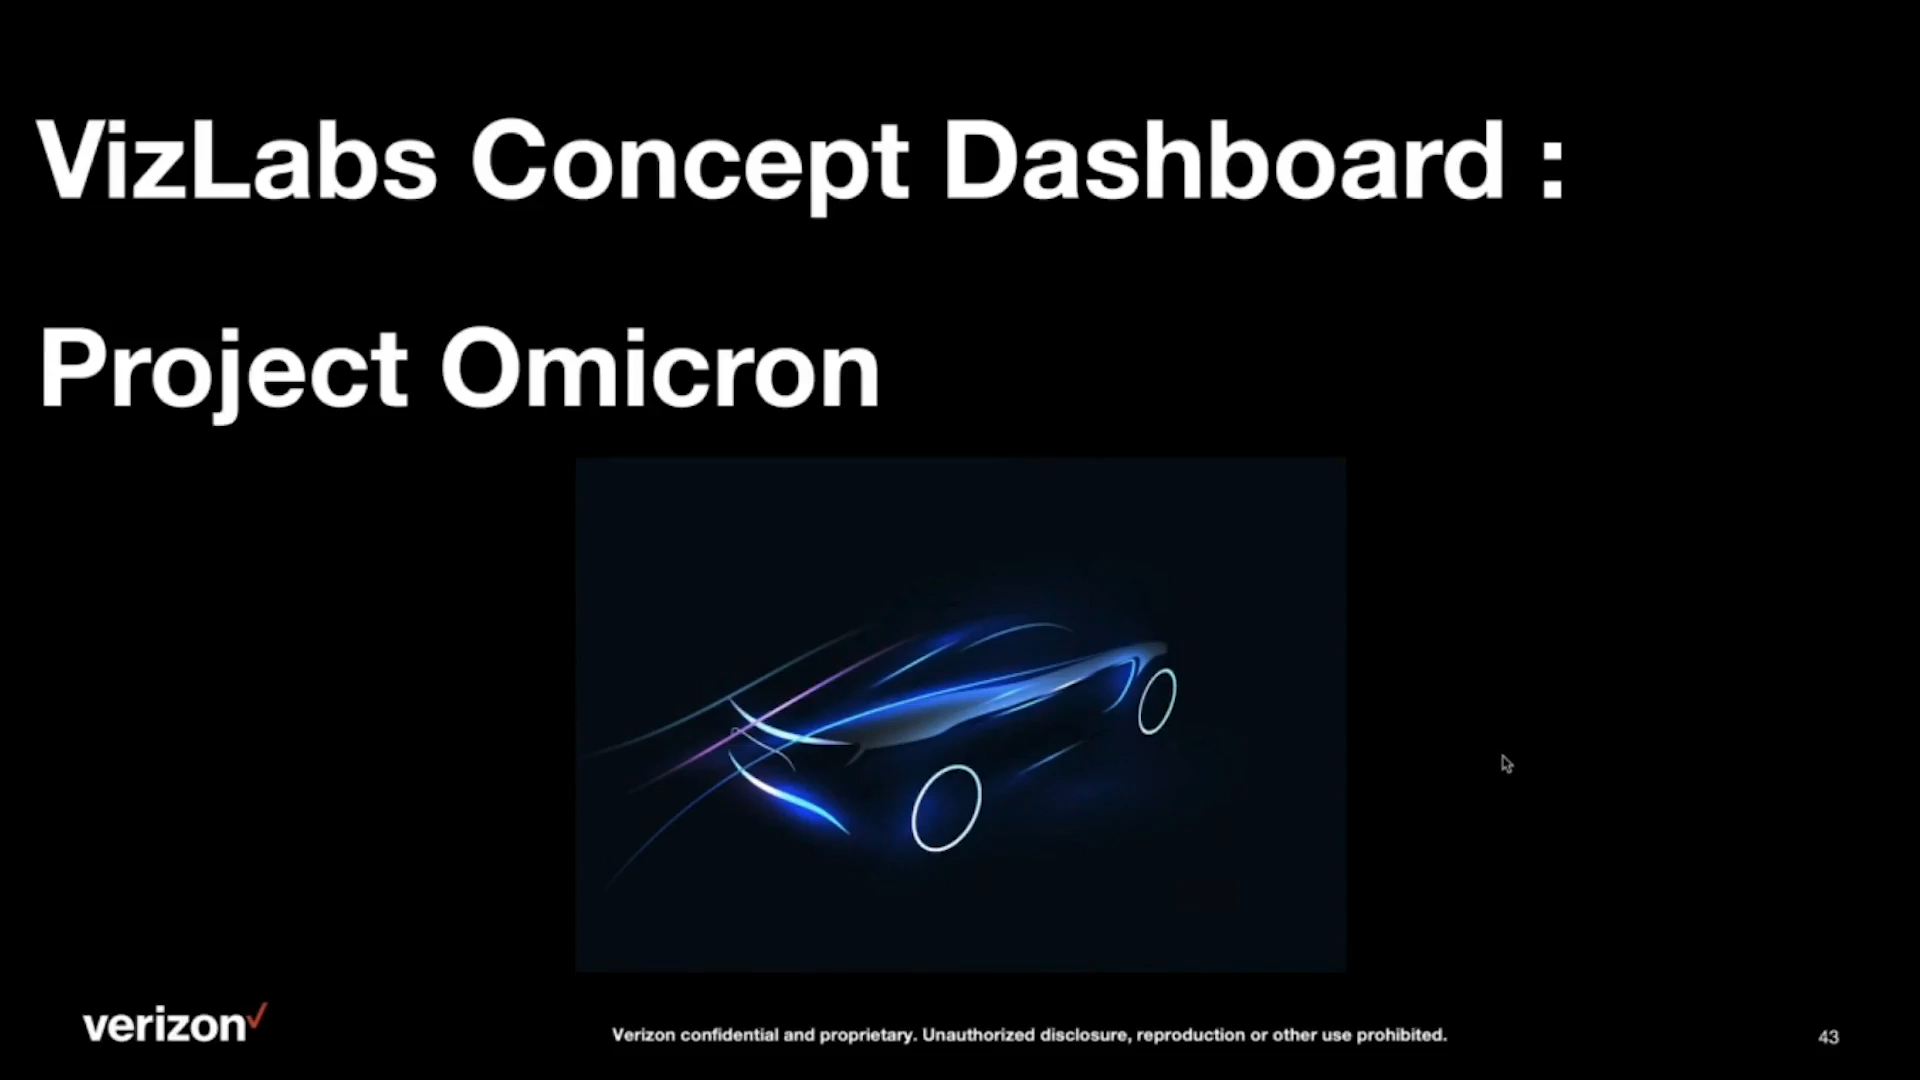 VizLabs Concept Dashboard :
Project Omicron
verizon✓
Verizon confidential and proprietary. Unauthorized disclosure, reproduction or other use prohibited.
43